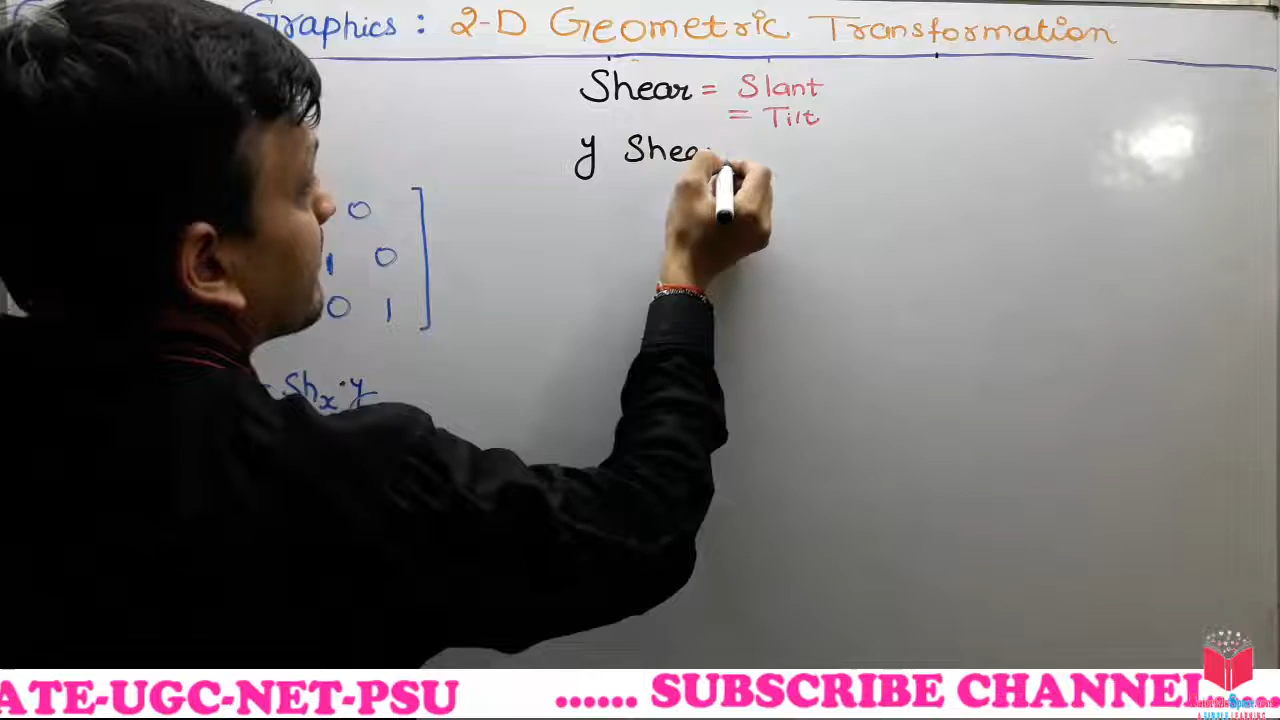 Graphics : 2-D Geometric Transformation
Shear = Slant
= Tilt
y Shea
0
1 0
0 1
Shx·y
ATE-UGC-NET-PSU ...... SUBSCRIBE CHANNEL